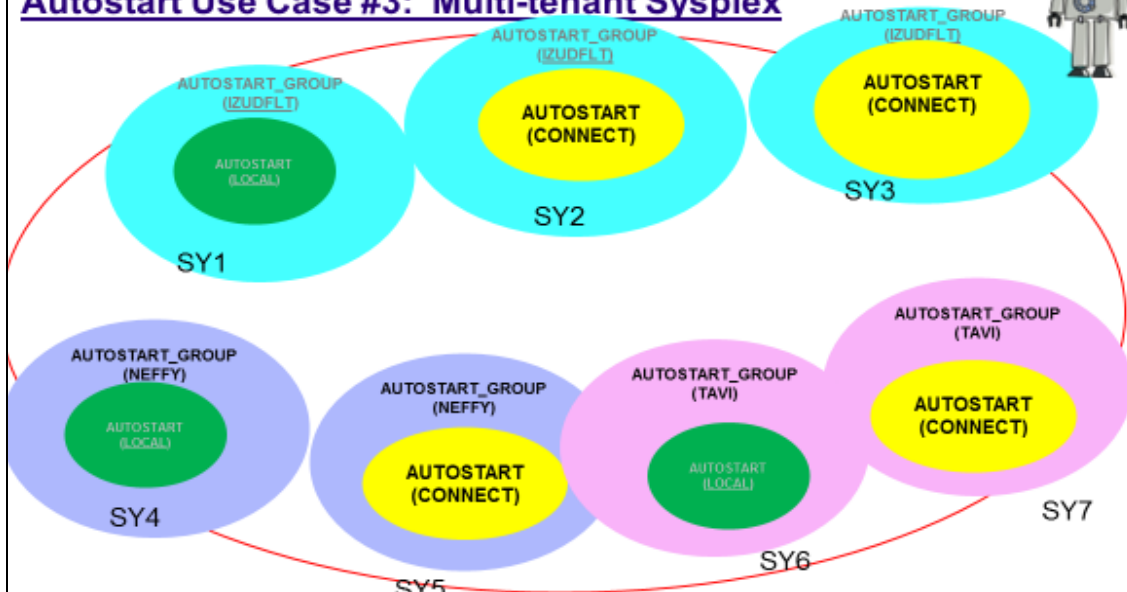 Autostart Use Case #3: Multi-tenant Sysplex
AUTOSTART_GROUP
(IZUDFLT)
AUTOSTART
(LOCAL)
SY1
AUTOSTART_GROUP
(IZUDFLT)
AUTOSTART
(CONNECT)
SY2
AUTOSTART_GROUP
(IZUDFLT)
AUTOSTART
(CONNECT)
SY3
AUTOSTART_GROUP
(NEFFY)
AUTOSTART
(LOCAL)
SY4
AUTOSTART_GROUP
(NEFFY)
AUTOSTART
(CONNECT)
SY5
AUTOSTART_GROUP
(TAVI)
AUTOSTART
(LOCAL)
SY6
AUTOSTART_GROUP
(TAVI)
AUTOSTART
(CONNECT)
SY7